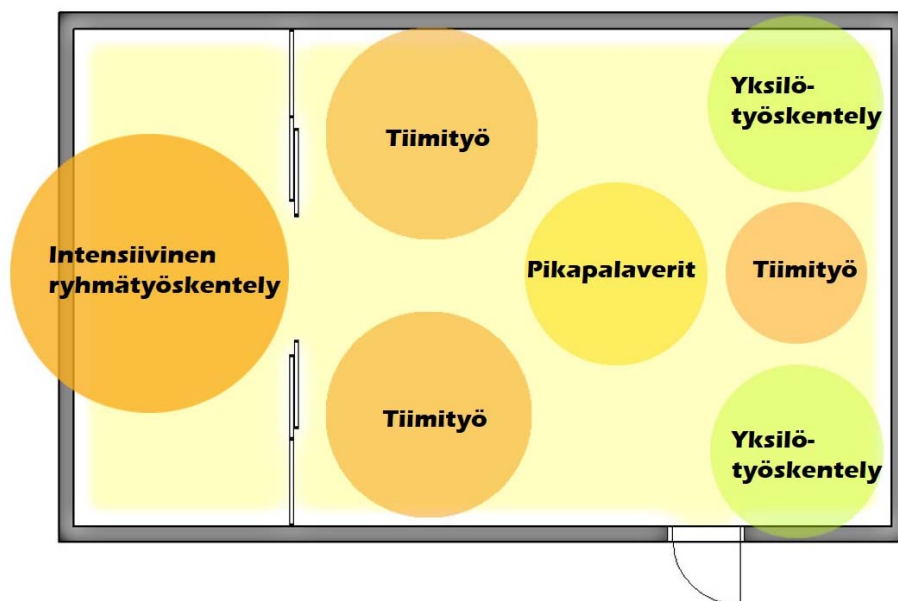 Yksilö-
työskentely
Tiimityö
Intensiivinen
ryhmätyöskentely
Pikapalaverit
Tiimityö
Tiimityö
Yksilö-
työskentely